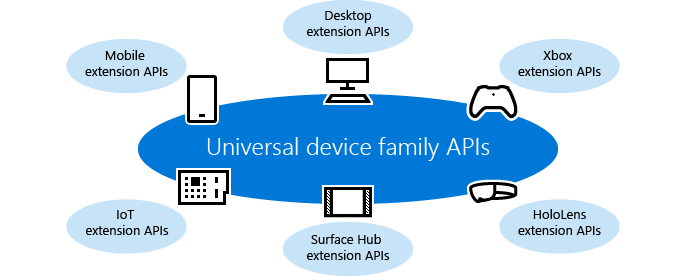 Desktop
extension APIs
Mobile
extension APIs
Xbox
extension APIs
Universal device family APIs
IoT
extension APIs
Surface Hub
extension APIs
HoloLens
extension APIs